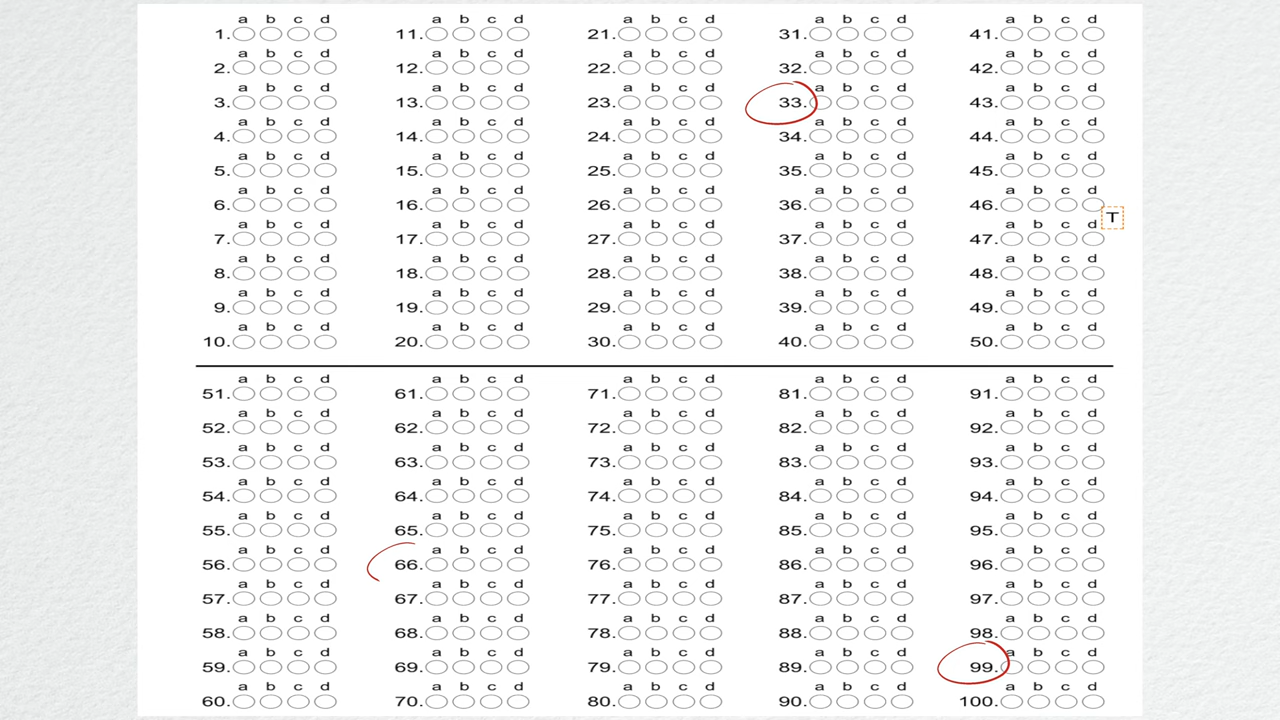 a b c d a b c d a b c d a b c d a b c d
1. 11. 21. 31. 41.
a b c d a b c d a b c d a b c d a b c d
2. 12. 22. 32. 42.
a b c d a b c d a b c d a b c d a b c d
3. 13. 23. 33. 43.
a b c d a b c d a b c d a b c d a b c d
4. 14. 24. 34. 44.
a b c d a b c d a b c d a b c d a b c d
5. 15. 25. 35. 45.
a b c d a b c d a b c d a b c d a b c d
6. 16. 26. 36. 46.
T
a b c d a b c d a b c d a b c d a b c d
7. 17. 27. 37. 47.
a b c d a b c d a b c d a b c d a b c d
8. 18. 28. 38. 48.
a b c d a b c d a b c d a b c d a b c d
9. 19. 29. 39. 49.
a b c d a b c d a b c d a b c d a b c d
10. 20. 30. 40. 50.
a b c d a b c d a b c d a b c d a b c d
51. 61. 71. 81. 91.
a b c d a b c d a b c d a b c d a b c d
52. 62. 72. 82. 92.
a b c d a b c d a b c d a b c d a b c d
53. 63. 73. 83. 93.
a b c d a b c d a b c d a b c d a b c d
54. 64. 74. 84. 94.
a b c d a b c d a b c d a b c d a b c d
55. 65. 75. 85. 95.
a b c d a b c d a b c d a b c d a b c d
56. 66. 76. 86. 96.
a b c d a b c d a b c d a b c d a b c d
57. 67. 77. 87. 97.
a b c d a b c d a b c d a b c d a b c d
58. 68. 78. 88. 98.
a b c d a b c d a b c d a b c d a b c d
59. 69. 79. 89. 99.
a b c d a b c d a b c d a b c d a b c d
60. 70. 80. 90. 100.